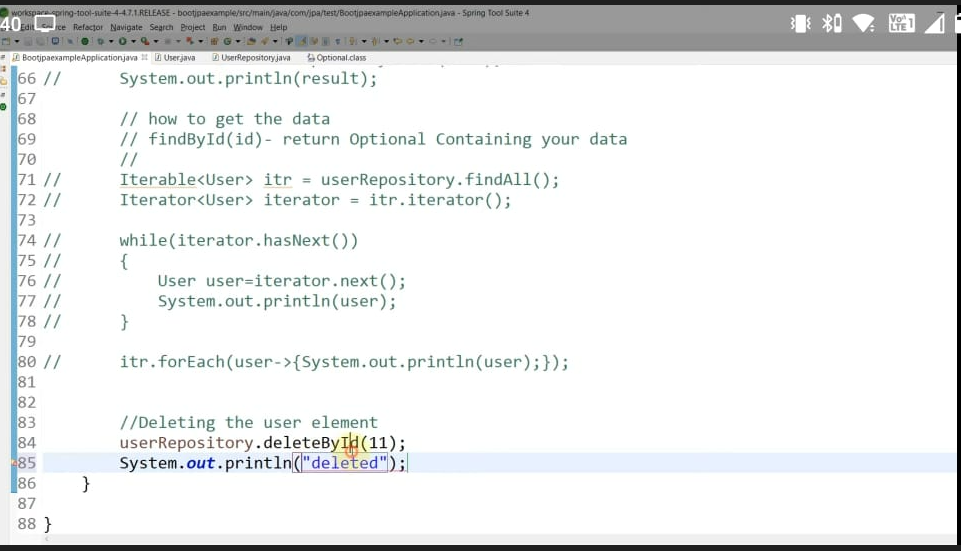 workspace-spring-tool-suite-4-4.7.1.RELEASE - bootjpaexample/src/main/java/com/jpa/test/BootjpaexampleApplication.java - Spring Tool Suite 4
40
Edit Source Refactor Navigate Search Project Run Window Help
VoD LTE 1
BootjpaexampleApplication.java User.java UserRepository.java Optional.class
66 // System.out.println(result);
67
68 // how to get the data
69 // findById(id)- return Optional Containing your data
70 //
71 // Iterable<User> itr = userRepository.findAll();
72 // Iterator<User> iterator = itr.iterator();
73
74 // while(iterator.hasNext())
75 // {
76 // User user=iterator.next();
77 // System.out.println(user);
78 // }
79
80 // itr.forEach(user->{System.out.println(user);});
81
82
83 //Deleting the user element
84 userRepository.deleteById(11);
85 System.out.println("deleted");
86 }
87
88 }